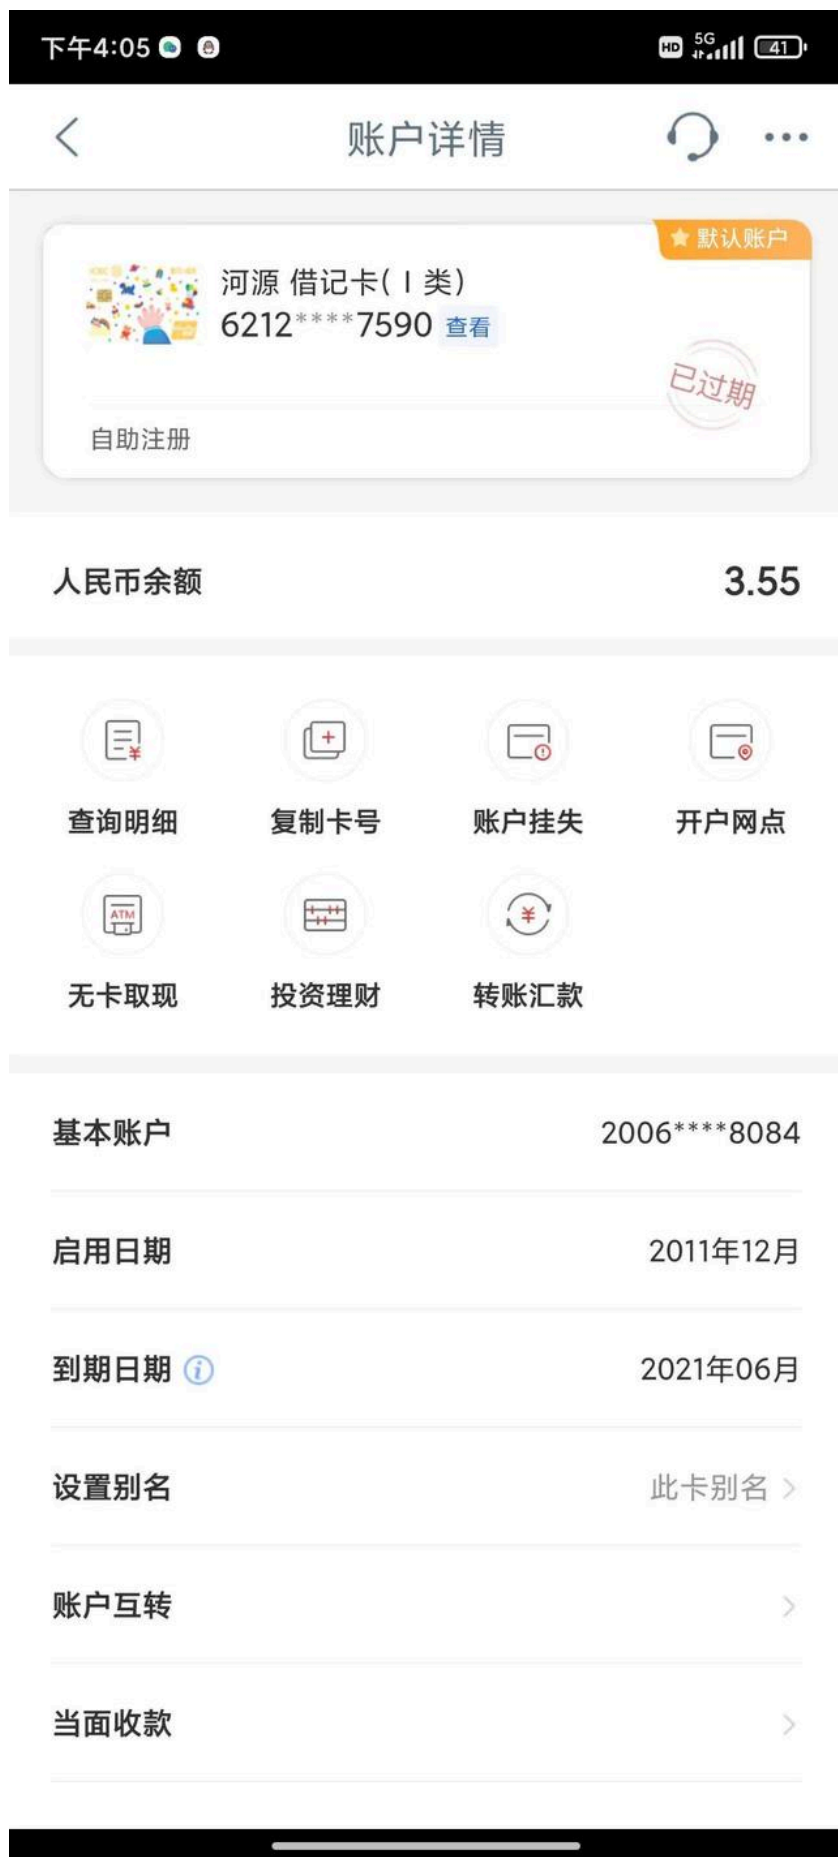 下午4:05
HD 5G 41
账户详情
默认账户
河源 借记卡(Ⅰ类)
6212****7590 查看
已过期
自助注册
人民币余额 3.55
查询明细 复制卡号 账户挂失 开户网点
ATM
无卡取现 投资理财 转账汇款
基本账户 2006****8084
启用日期 2011年12月
到期日期 2021年06月
设置别名 此卡别名
账户互转
当面收款